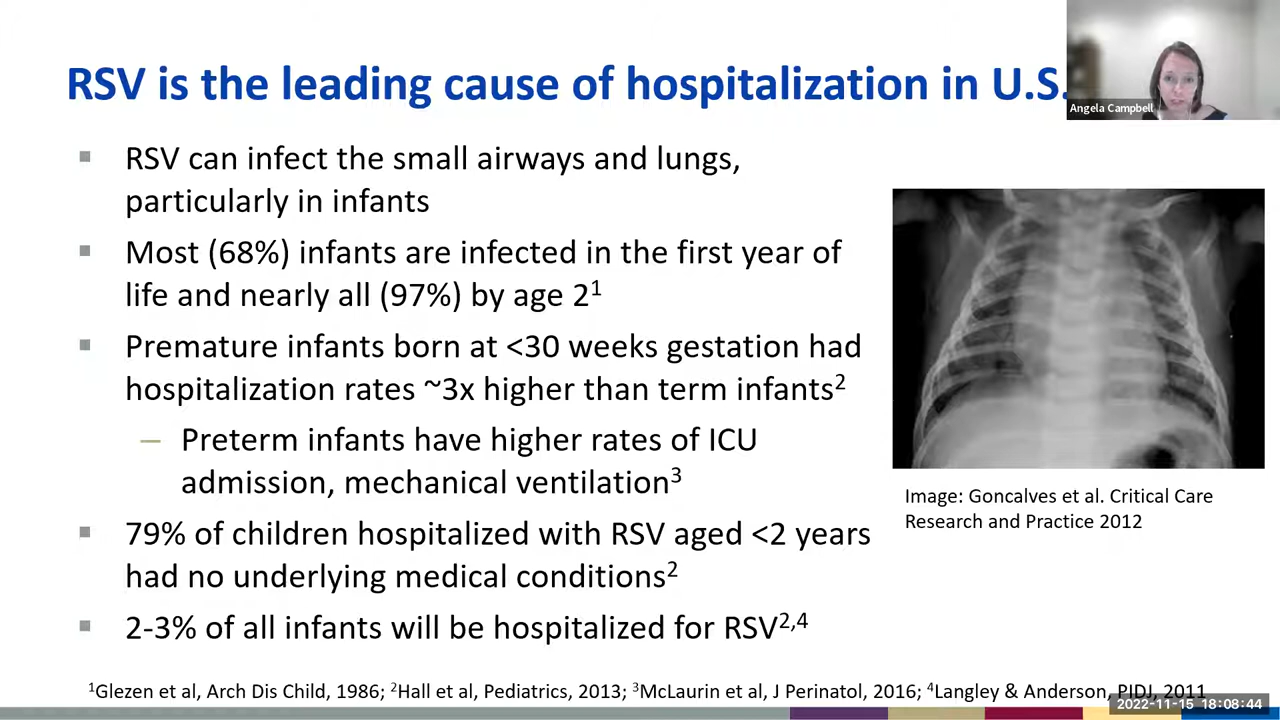 RSV is the leading cause of hospitalization in U.S.
Angela Campbell
RSV can infect the small airways and lungs,
particularly in infants
Most (68%) infants are infected in the first year of
life and nearly all (97%) by age 2¹
Premature infants born at <30 weeks gestation had
hospitalization rates ~3x higher than term infants²
– Preterm infants have higher rates of ICU
admission, mechanical ventilation³
79% of children hospitalized with RSV aged <2 years
had no underlying medical conditions²
2-3% of all infants will be hospitalized for RSV²,⁴
Image: Goncalves et al. Critical Care
Research and Practice 2012
¹Glezen et al, Arch Dis Child, 1986; ²Hall et al, Pediatrics, 2013; ³McLaurin et al, J Perinatol, 2016; ⁴Langley & Anderson, PIDJ, 2011
2022-11-15 18:08:44